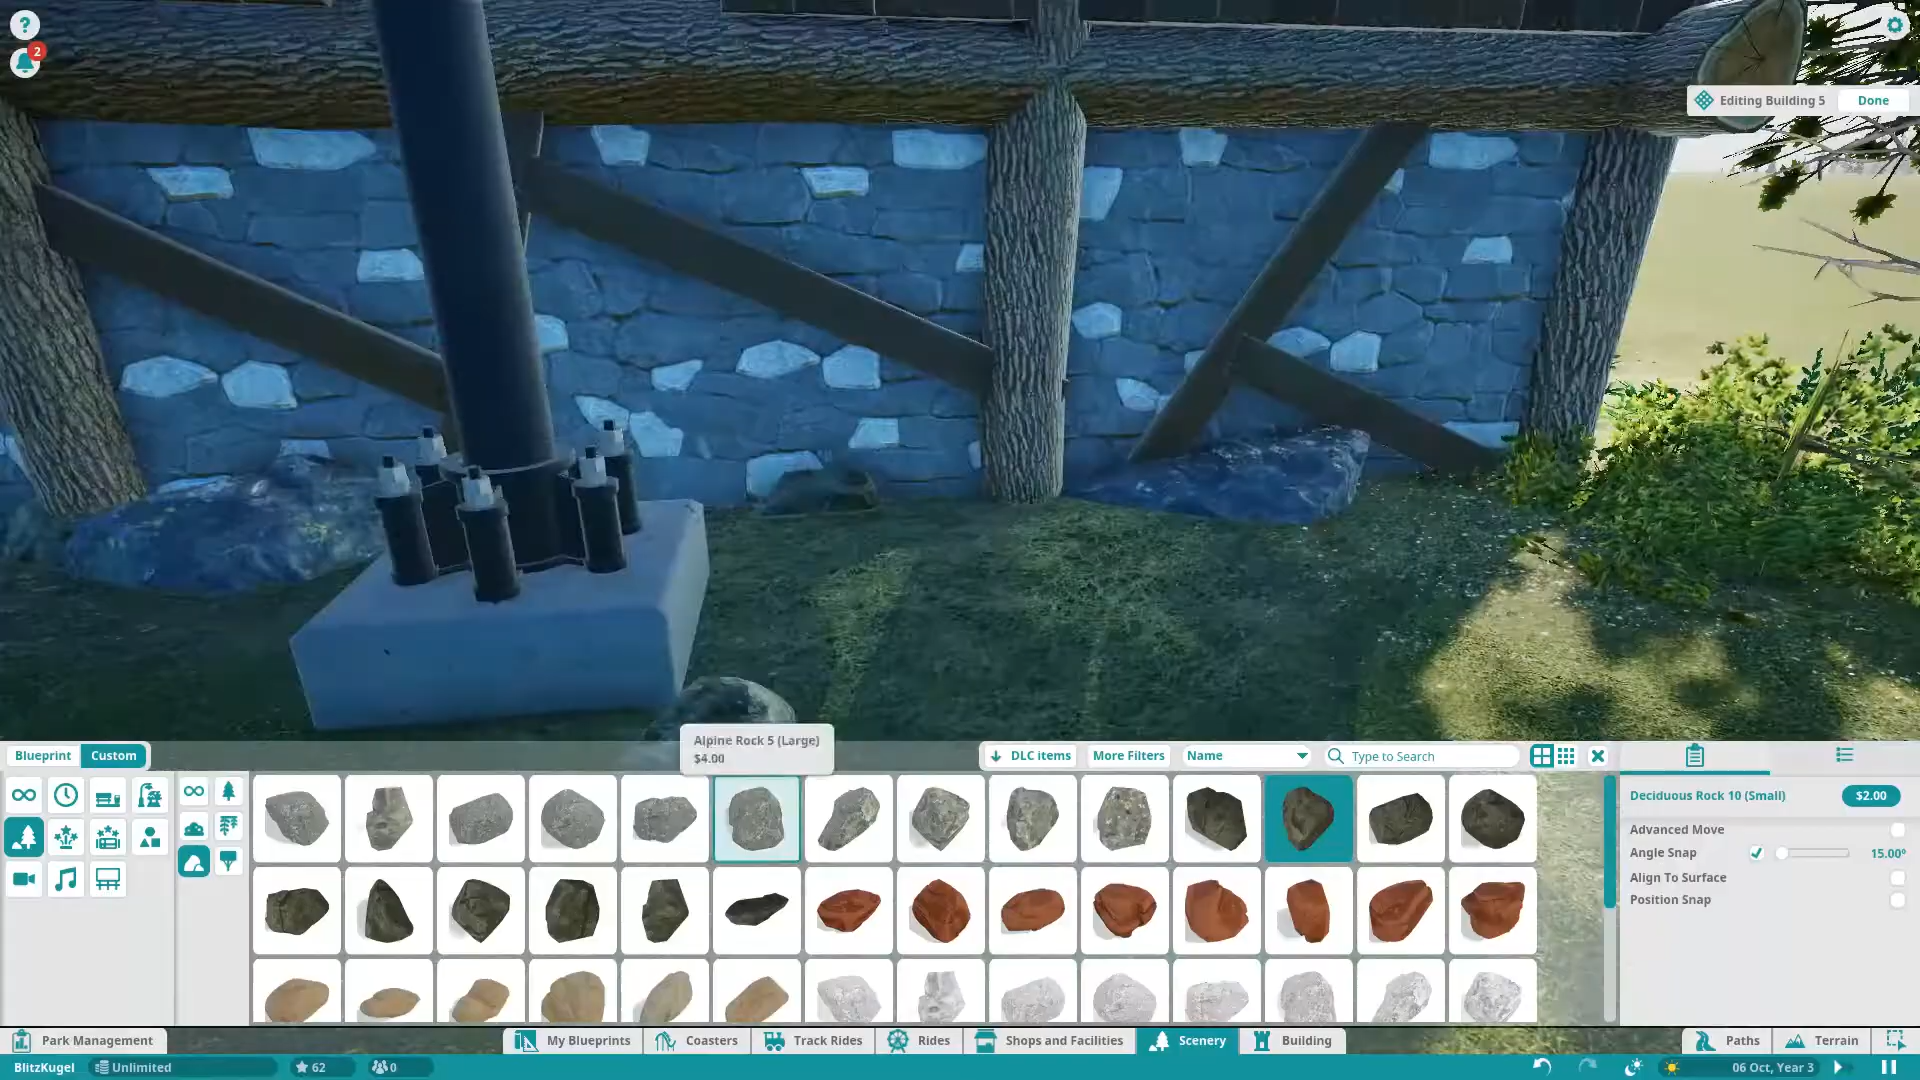 ?
2
Editing Building 5
Done
Alpine Rock 5 (Large)
$4.00
Blueprint
Custom
DLC items
More Filters
Name
Type to Search
Deciduous Rock 10 (Small)
$2.00
Advanced Move
Angle Snap
15.00°
Align To Surface
Position Snap
Park Management
My Blueprints
Coasters
Track Rides
Rides
Shops and Facilities
Scenery
Building
Paths
Terrain
BlitzKugel
Unlimited
62
0
06 Oct, Year 3